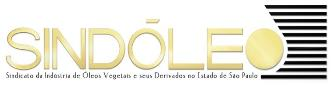 SINDÓLEO
Sindicato da Indústria de Óleos Vegetais e seus Derivados no Estado de São Paulo